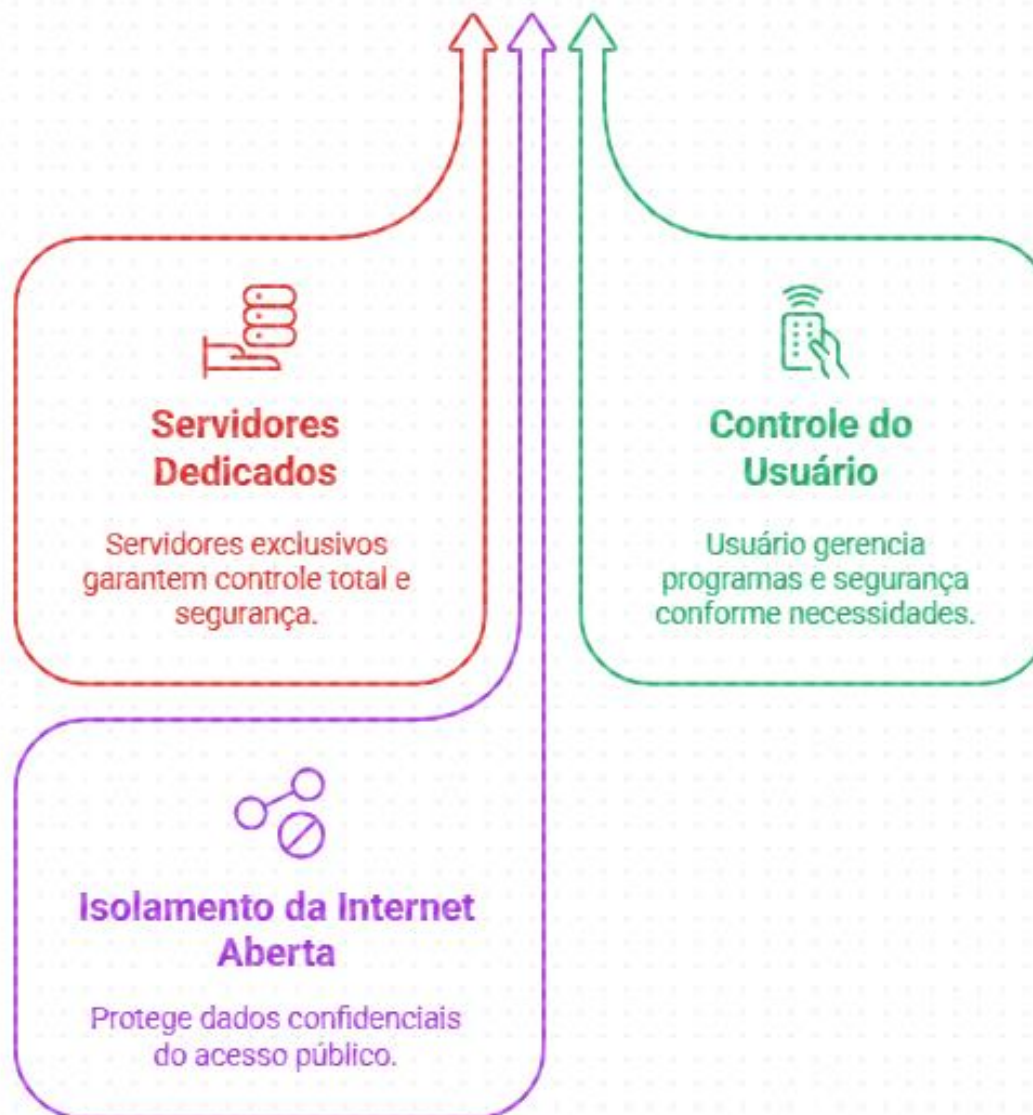 Servidores
Dedicados
Servidores exclusivos
garantem controle total e
segurança.
Controle do
Usuário
Usuário gerencia
programas e segurança
conforme necessidades.
Isolamento da Internet
Aberta
Protege dados confidenciais
do acesso público.